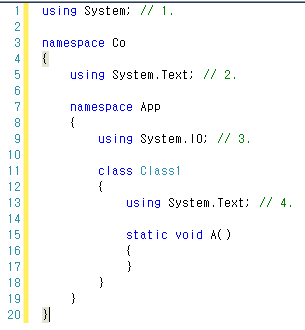 1 using System; // 1.
2
3 namespace Co
4 {
5     using System.Text; // 2.
6
7     namespace App
8     {
9         using System.IO; // 3.
10
11         class Class1
12         {
13             using System.Text; // 4.
14
15             static void A()
16             {
17             }
18         }
19     }
20 }